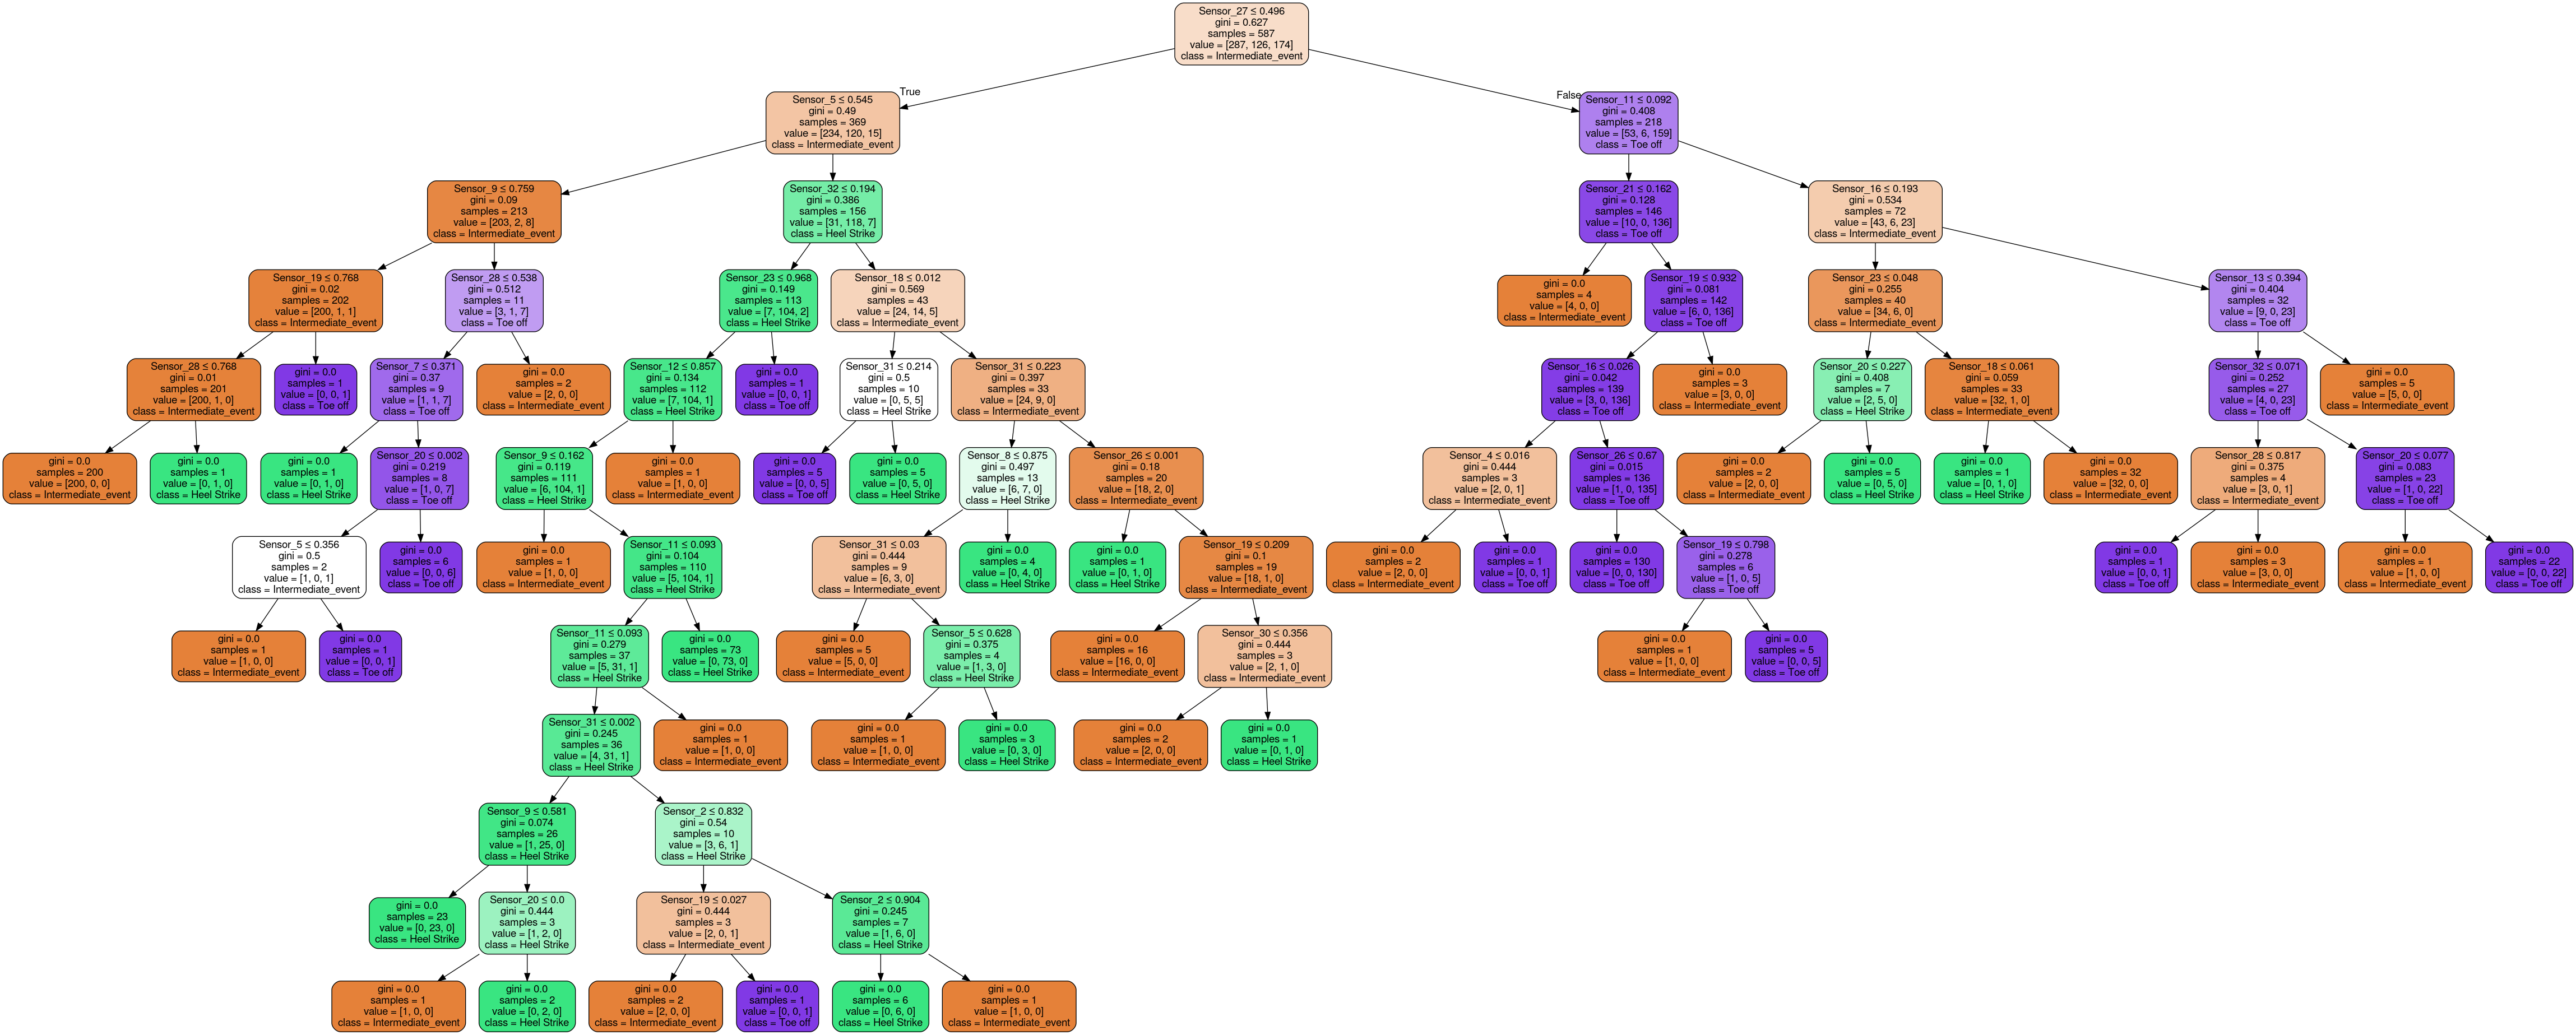 Sensor_27 ≤ 0.496
gini = 0.627
samples = 587
value = [287, 126, 174]
class = Intermediate_event
True
False
Sensor_5 ≤ 0.545
gini = 0.49
samples = 369
value = [234, 120, 15]
class = Intermediate_event
Sensor_11 ≤ 0.092
gini = 0.408
samples = 218
value = [53, 6, 159]
class = Toe off
Sensor_9 ≤ 0.759
gini = 0.09
samples = 213
value = [203, 2, 8]
class = Intermediate_event
Sensor_32 ≤ 0.194
gini = 0.386
samples = 156
value = [31, 118, 7]
class = Heel Strike
Sensor_21 ≤ 0.162
gini = 0.128
samples = 146
value = [10, 0, 136]
class = Toe off
Sensor_16 ≤ 0.193
gini = 0.534
samples = 72
value = [43, 6, 23]
class = Intermediate_event
Sensor_19 ≤ 0.768
gini = 0.02
samples = 202
value = [200, 1, 1]
class = Intermediate_event
Sensor_28 ≤ 0.538
gini = 0.512
samples = 11
value = [3, 1, 7]
class = Toe off
Sensor_23 ≤ 0.968
gini = 0.149
samples = 113
value = [7, 104, 2]
class = Heel Strike
Sensor_18 ≤ 0.012
gini = 0.569
samples = 43
value = [24, 14, 5]
class = Intermediate_event
gini = 0.0
samples = 4
value = [4, 0, 0]
class = Intermediate_event
Sensor_19 ≤ 0.932
gini = 0.081
samples = 142
value = [6, 0, 136]
class = Toe off
Sensor_23 ≤ 0.048
gini = 0.255
samples = 40
value = [34, 6, 0]
class = Intermediate_event
Sensor_13 ≤ 0.394
gini = 0.404
samples = 32
value = [9, 0, 23]
class = Toe off
Sensor_28 ≤ 0.768
gini = 0.01
samples = 201
value = [200, 1, 0]
class = Intermediate_event
gini = 0.0
samples = 1
value = [0, 0, 1]
class = Toe off
Sensor_7 ≤ 0.371
gini = 0.37
samples = 9
value = [1, 1, 7]
class = Toe off
gini = 0.0
samples = 2
value = [2, 0, 0]
class = Intermediate_event
Sensor_12 ≤ 0.857
gini = 0.134
samples = 112
value = [7, 104, 1]
class = Heel Strike
gini = 0.0
samples = 1
value = [0, 0, 1]
class = Toe off
Sensor_31 ≤ 0.214
gini = 0.5
samples = 10
value = [0, 5, 5]
class = Heel Strike
Sensor_31 ≤ 0.223
gini = 0.397
samples = 33
value = [24, 9, 0]
class = Intermediate_event
Sensor_16 ≤ 0.026
gini = 0.042
samples = 139
value = [3, 0, 136]
class = Toe off
gini = 0.0
samples = 3
value = [3, 0, 0]
class = Intermediate_event
Sensor_20 ≤ 0.227
gini = 0.408
samples = 7
value = [2, 5, 0]
class = Heel Strike
Sensor_18 ≤ 0.061
gini = 0.059
samples = 33
value = [32, 1, 0]
class = Intermediate_event
Sensor_32 ≤ 0.071
gini = 0.252
samples = 27
value = [4, 0, 23]
class = Toe off
gini = 0.0
samples = 5
value = [5, 0, 0]
class = Intermediate_event
gini = 0.0
samples = 200
value = [200, 0, 0]
class = Intermediate_event
gini = 0.0
samples = 1
value = [0, 1, 0]
class = Heel Strike
gini = 0.0
samples = 1
value = [0, 1, 0]
class = Heel Strike
Sensor_20 ≤ 0.002
gini = 0.219
samples = 8
value = [1, 0, 7]
class = Toe off
Sensor_9 ≤ 0.162
gini = 0.119
samples = 111
value = [6, 104, 1]
class = Heel Strike
gini = 0.0
samples = 1
value = [1, 0, 0]
class = Intermediate_event
gini = 0.0
samples = 5
value = [0, 0, 5]
class = Toe off
gini = 0.0
samples = 5
value = [0, 5, 0]
class = Heel Strike
Sensor_8 ≤ 0.875
gini = 0.497
samples = 13
value = [6, 7, 0]
class = Heel Strike
Sensor_26 ≤ 0.001
gini = 0.18
samples = 20
value = [18, 2, 0]
class = Intermediate_event
Sensor_4 ≤ 0.016
gini = 0.444
samples = 3
value = [2, 0, 1]
class = Intermediate_event
Sensor_26 ≤ 0.67
gini = 0.015
samples = 136
value = [1, 0, 135]
class = Toe off
gini = 0.0
samples = 2
value = [2, 0, 0]
class = Intermediate_event
gini = 0.0
samples = 5
value = [0, 5, 0]
class = Heel Strike
gini = 0.0
samples = 1
value = [0, 1, 0]
class = Heel Strike
gini = 0.0
samples = 32
value = [32, 0, 0]
class = Intermediate_event
Sensor_28 ≤ 0.817
gini = 0.375
samples = 4
value = [3, 0, 1]
class = Intermediate_event
Sensor_20 ≤ 0.077
gini = 0.083
samples = 23
value = [1, 0, 22]
class = Toe off
Sensor_5 ≤ 0.356
gini = 0.5
samples = 2
value = [1, 0, 1]
class = Intermediate_event
gini = 0.0
samples = 6
value = [0, 0, 6]
class = Toe off
gini = 0.0
samples = 1
value = [1, 0, 0]
class = Intermediate_event
Sensor_11 ≤ 0.093
gini = 0.104
samples = 110
value = [5, 104, 1]
class = Heel Strike
Sensor_31 ≤ 0.03
gini = 0.444
samples = 9
value = [6, 3, 0]
class = Intermediate_event
gini = 0.0
samples = 4
value = [0, 4, 0]
class = Heel Strike
gini = 0.0
samples = 1
value = [0, 1, 0]
class = Heel Strike
Sensor_19 ≤ 0.209
gini = 0.1
samples = 19
value = [18, 1, 0]
class = Intermediate_event
gini = 0.0
samples = 2
value = [2, 0, 0]
class = Intermediate_event
gini = 0.0
samples = 1
value = [0, 0, 1]
class = Toe off
gini = 0.0
samples = 130
value = [0, 0, 130]
class = Toe off
Sensor_19 ≤ 0.798
gini = 0.278
samples = 6
value = [1, 0, 5]
class = Toe off
gini = 0.0
samples = 1
value = [0, 0, 1]
class = Toe off
gini = 0.0
samples = 3
value = [3, 0, 0]
class = Intermediate_event
gini = 0.0
samples = 1
value = [1, 0, 0]
class = Intermediate_event
gini = 0.0
samples = 22
value = [0, 0, 22]
class = Toe off
gini = 0.0
samples = 1
value = [1, 0, 0]
class = Intermediate_event
gini = 0.0
samples = 1
value = [0, 0, 1]
class = Toe off
Sensor_11 ≤ 0.093
gini = 0.279
samples = 37
value = [5, 31, 1]
class = Heel Strike
gini = 0.0
samples = 73
value = [0, 73, 0]
class = Heel Strike
gini = 0.0
samples = 5
value = [5, 0, 0]
class = Intermediate_event
Sensor_5 ≤ 0.628
gini = 0.375
samples = 4
value = [1, 3, 0]
class = Heel Strike
gini = 0.0
samples = 16
value = [16, 0, 0]
class = Intermediate_event
Sensor_30 ≤ 0.356
gini = 0.444
samples = 3
value = [2, 1, 0]
class = Intermediate_event
gini = 0.0
samples = 1
value = [1, 0, 0]
class = Intermediate_event
gini = 0.0
samples = 5
value = [0, 0, 5]
class = Toe off
Sensor_31 ≤ 0.002
gini = 0.245
samples = 36
value = [4, 31, 1]
class = Heel Strike
gini = 0.0
samples = 1
value = [1, 0, 0]
class = Intermediate_event
gini = 0.0
samples = 1
value = [1, 0, 0]
class = Intermediate_event
gini = 0.0
samples = 3
value = [0, 3, 0]
class = Heel Strike
gini = 0.0
samples = 2
value = [2, 0, 0]
class = Intermediate_event
gini = 0.0
samples = 1
value = [0, 1, 0]
class = Heel Strike
Sensor_9 ≤ 0.581
gini = 0.074
samples = 26
value = [1, 25, 0]
class = Heel Strike
Sensor_2 ≤ 0.832
gini = 0.54
samples = 10
value = [3, 6, 1]
class = Heel Strike
gini = 0.0
samples = 23
value = [0, 23, 0]
class = Heel Strike
Sensor_20 ≤ 0.0
gini = 0.444
samples = 3
value = [1, 2, 0]
class = Heel Strike
Sensor_19 ≤ 0.027
gini = 0.444
samples = 3
value = [2, 0, 1]
class = Intermediate_event
Sensor_2 ≤ 0.904
gini = 0.245
samples = 7
value = [1, 6, 0]
class = Heel Strike
gini = 0.0
samples = 1
value = [1, 0, 0]
class = Intermediate_event
gini = 0.0
samples = 2
value = [0, 2, 0]
class = Heel Strike
gini = 0.0
samples = 2
value = [2, 0, 0]
class = Intermediate_event
gini = 0.0
samples = 1
value = [0, 0, 1]
class = Toe off
gini = 0.0
samples = 6
value = [0, 6, 0]
class = Heel Strike
gini = 0.0
samples = 1
value = [1, 0, 0]
class = Intermediate_event